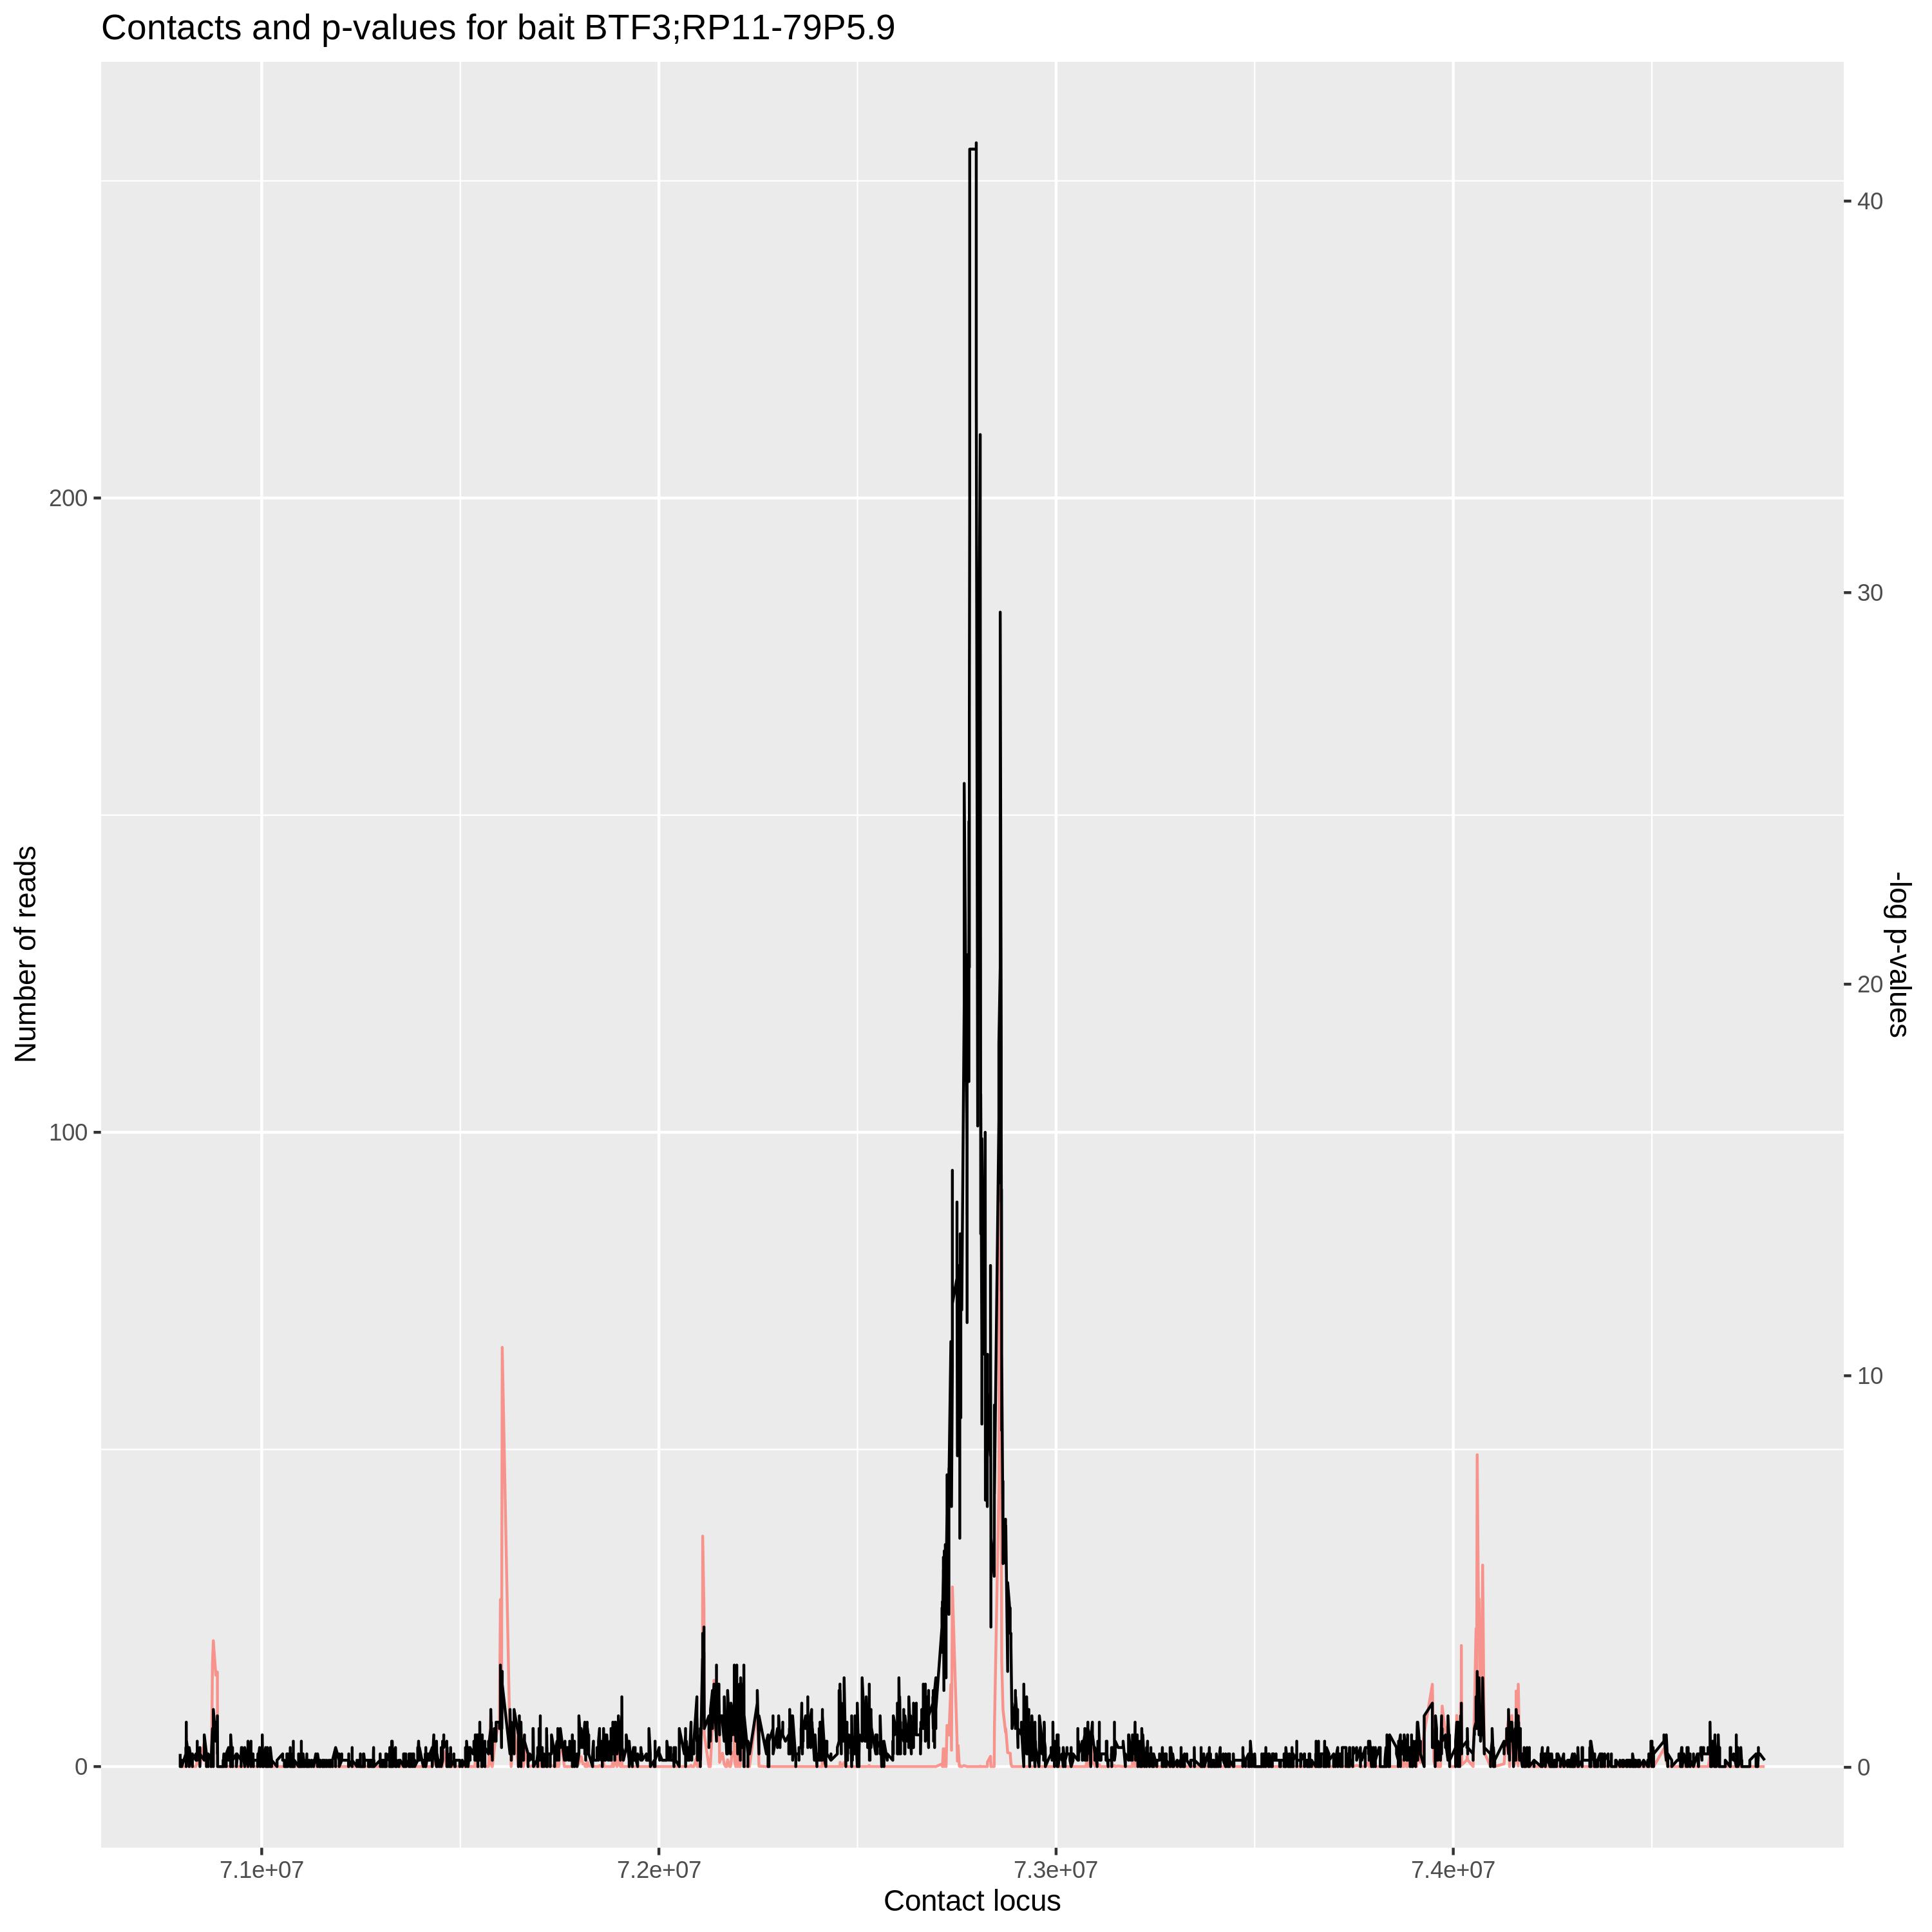 Contacts and p-values for bait BTF3;RP11-79P5.9
Number of reads
200
100
0
40
30
20
10
0
-log p-values
7.1e+07
7.2e+07
7.3e+07
7.4e+07
Contact locus